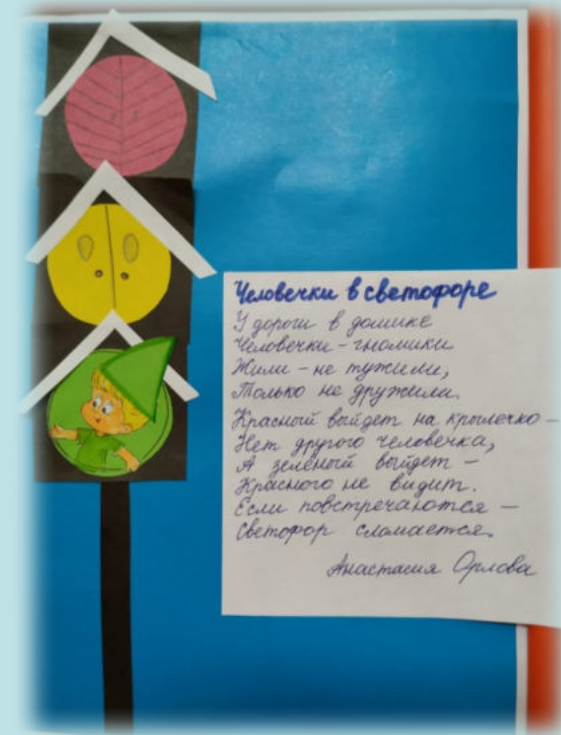 Человечки в светофоре
У дороги в домике
Человечки - гномики
Жили - не тужили,
Только не дружили.
Красный выйдет на крылечко -
Нет другого человечка,
А зелёный выйдет -
Красного не видит.
Если повстречаются -
Светофор сломается.
Анастасия Орлова